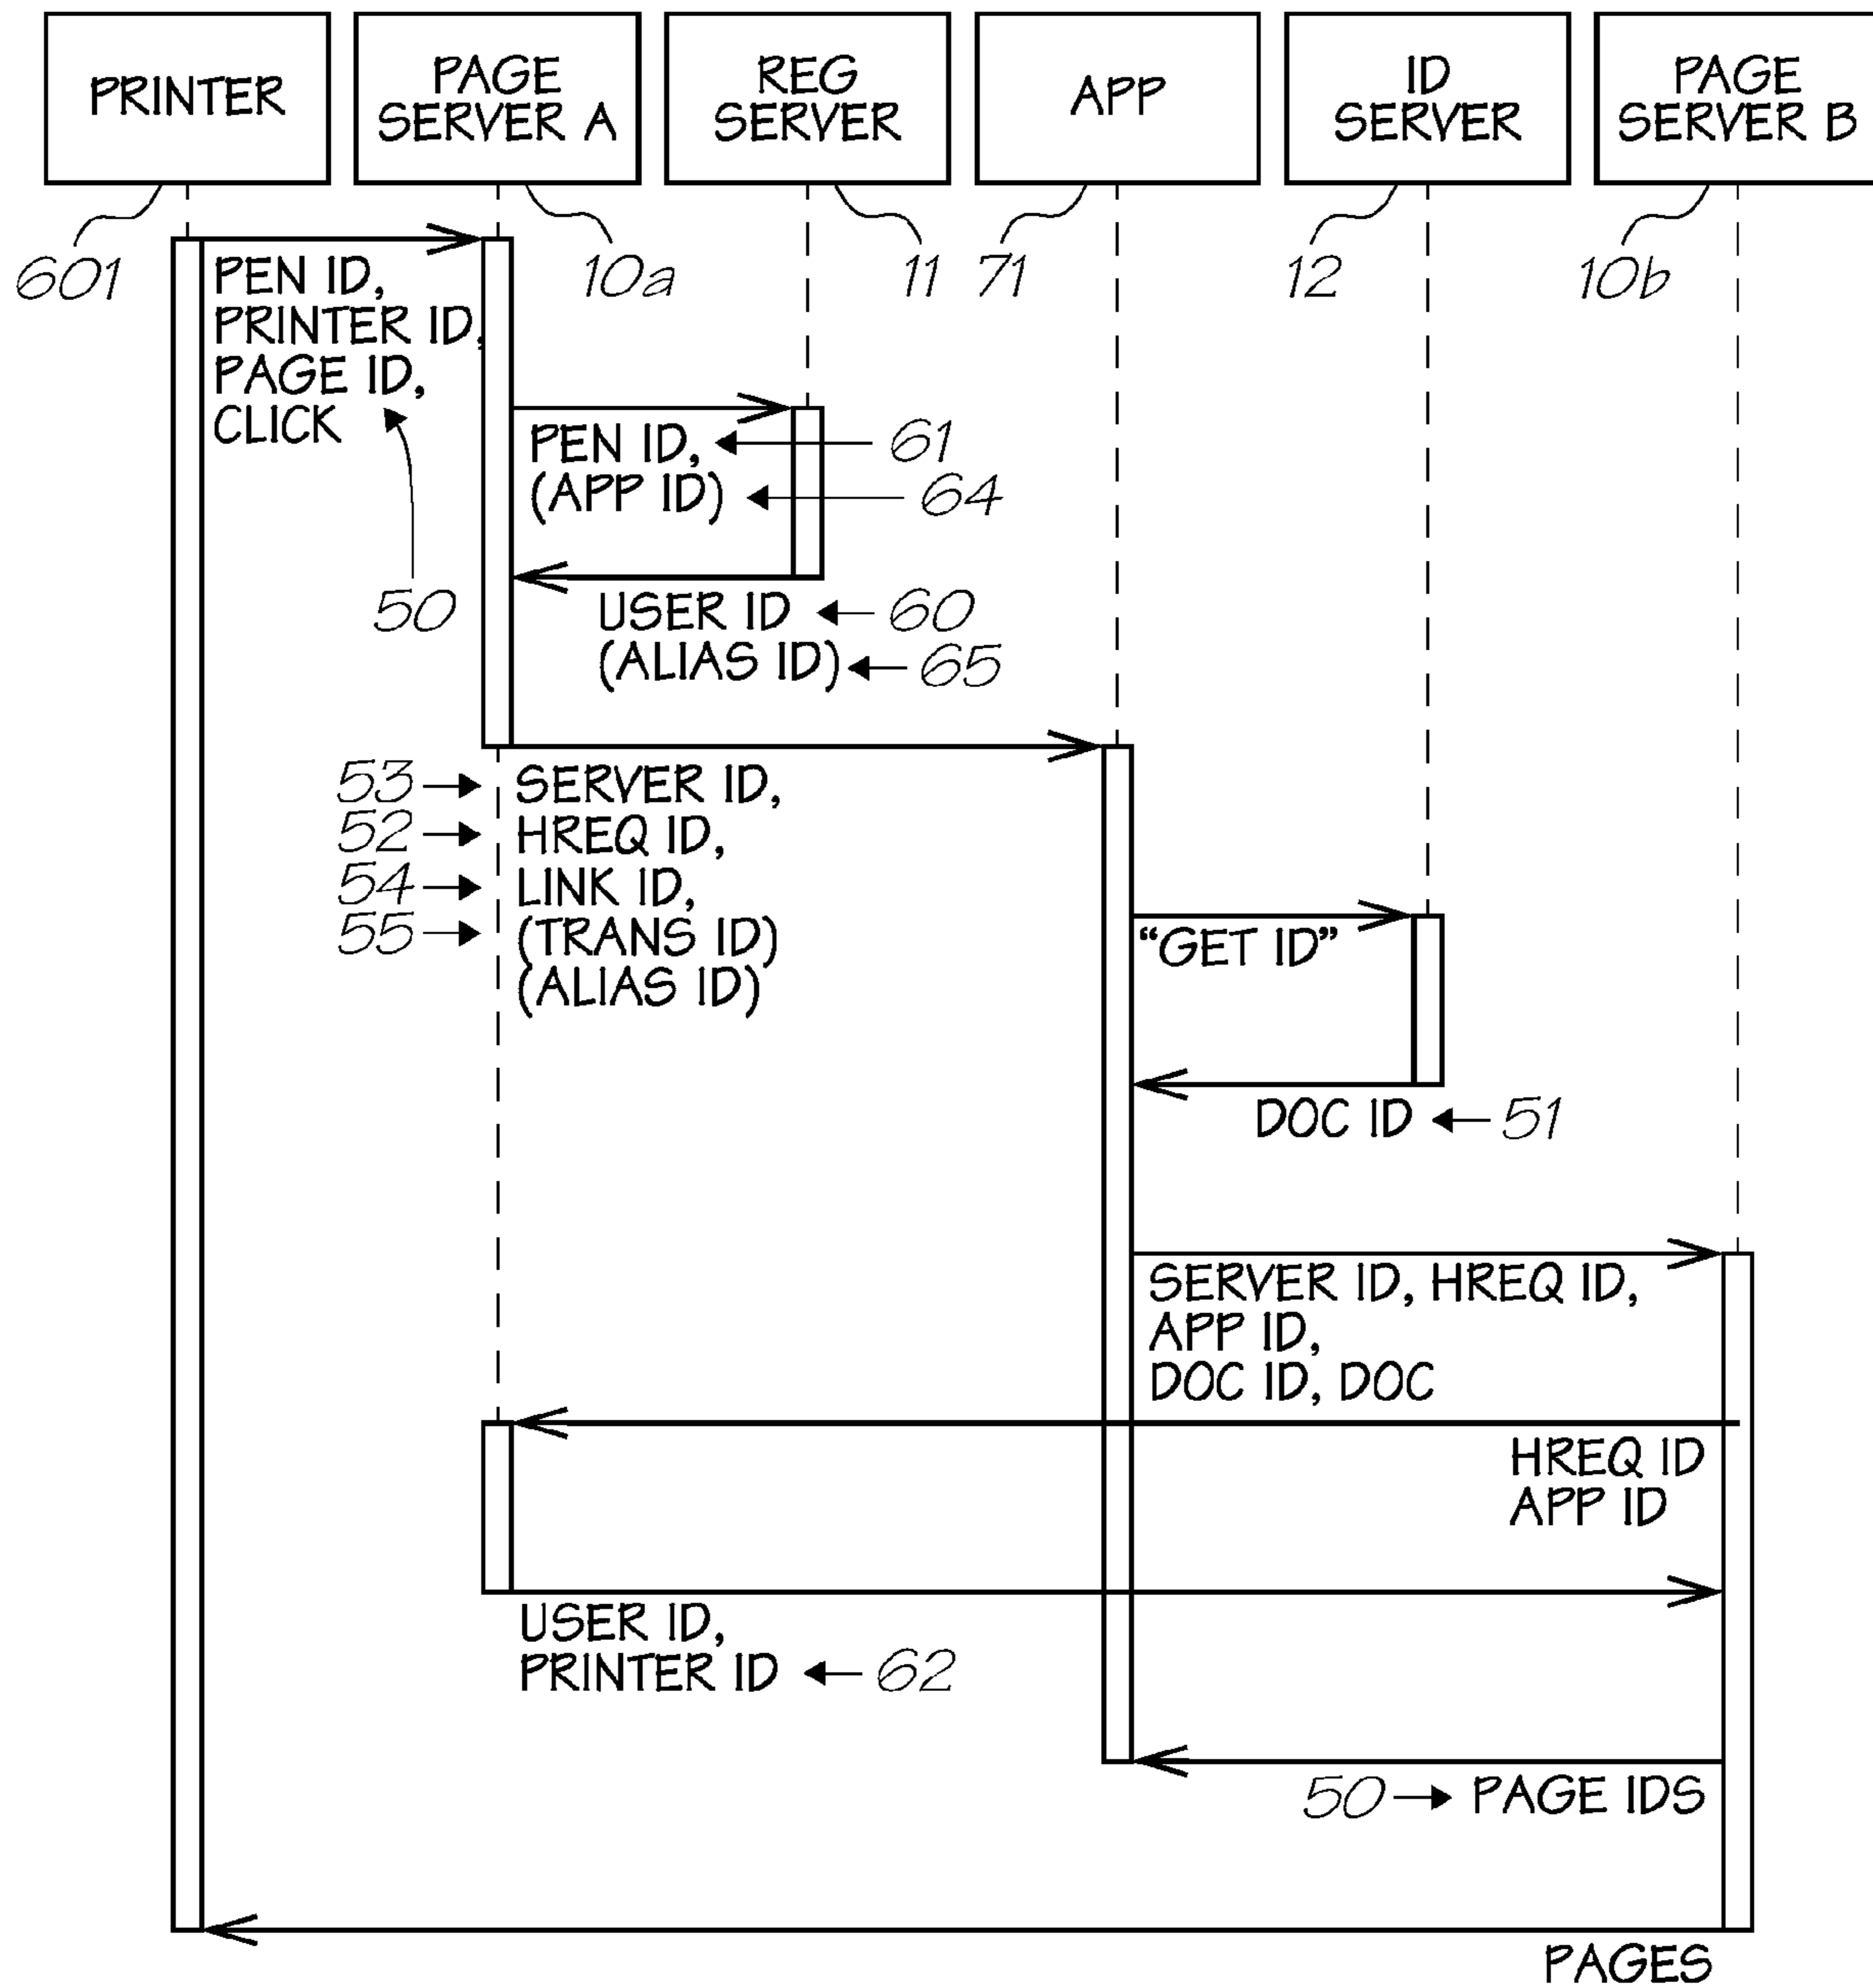 PRINTER
PAGE
SERVER A
REG
SERVER
APP
ID
SERVER
PAGE
SERVER B
601
10a
11
71
12
10b
PEN ID,
PRINTER ID,
PAGE ID,
CLICK
50
PEN ID,
61
(APP ID)
64
USER ID
60
(ALIAS ID)
65
53
SERVER ID,
52
HREQ ID,
54
LINK ID,
55
(TRANS ID)
(ALIAS ID)
“GET ID”
DOC ID
51
SERVER ID, HREQ ID,
APP ID,
DOC ID, DOC
HREQ ID
APP ID
USER ID,
PRINTER ID
62
50
PAGE IDS
PAGES